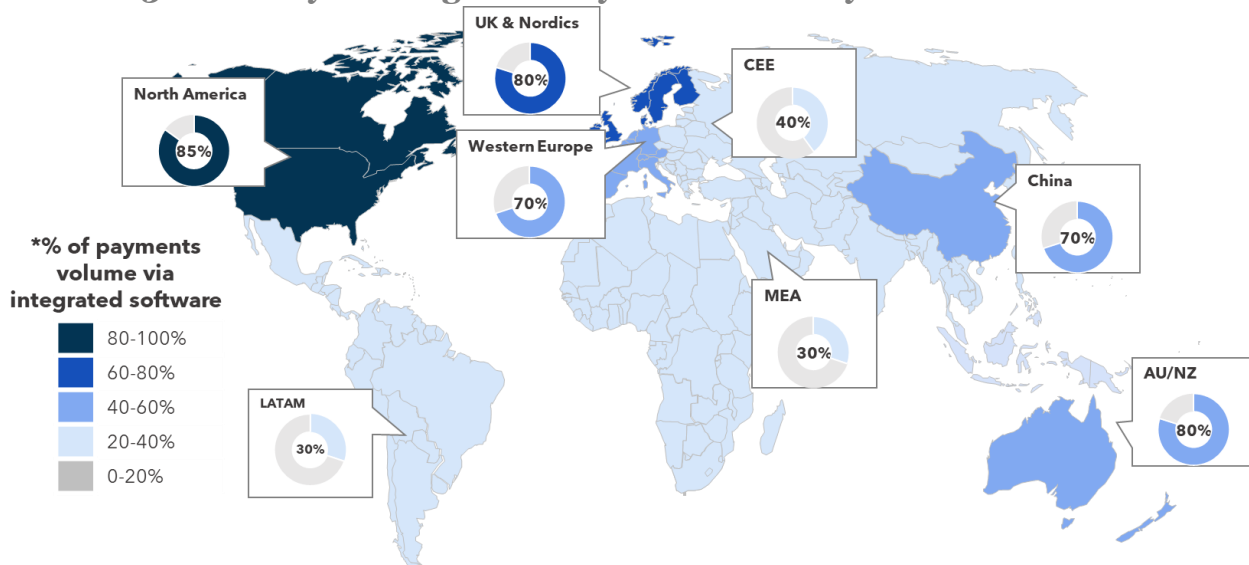 UK & Nordics
80%
North America
85%
CEE
40%
Western Europe
70%
China
70%
*% of payments
volume via
integrated software
80-100%
60-80%
40-60%
20-40%
0-20%
MEA
30%
LATAM
30%
AU/NZ
80%